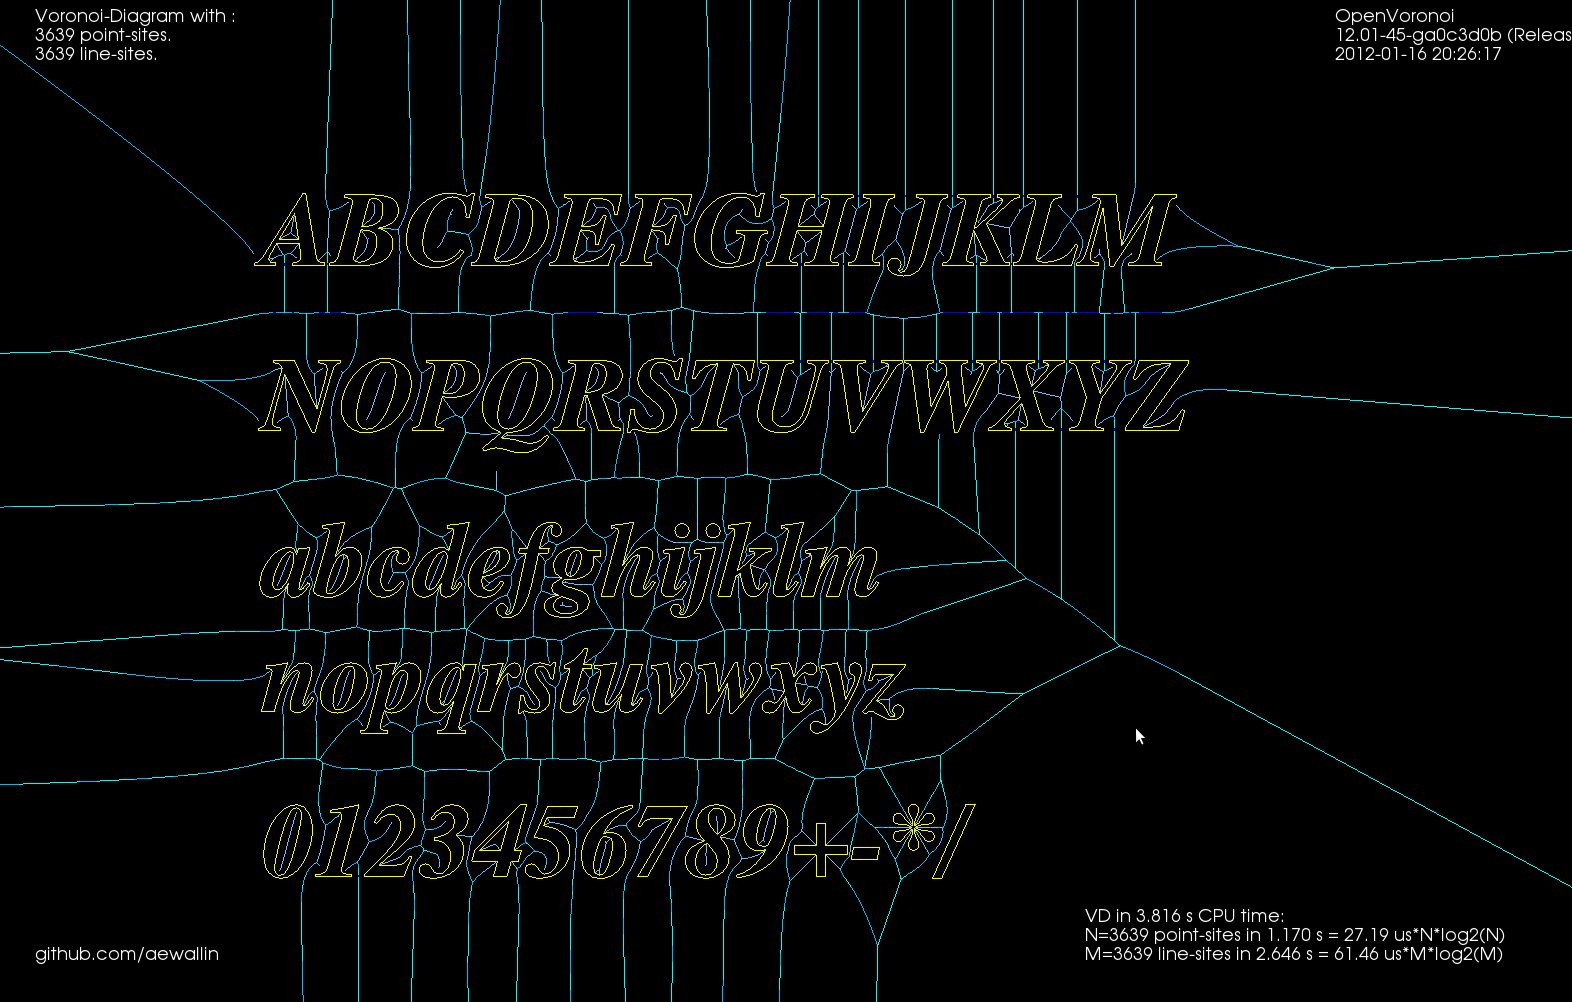 Voronoi-Diagram with :
3639 point-sites.
3639 line-sites.
OpenVoronoi
12.01-45-ga0c3d0b (Releas
2012-01-16 20:26:17
ABCDEFGHIJKLM
NOPQRSTUVWXYZ
abcdefghijklm
nopqrstuvwxyz
0123456789+-*/
VD in 3.816 s CPU time:
N=3639 point-sites in 1.170 s = 27.19 us*N*log2(N)
M=3639 line-sites in 2.646 s = 61.46 us*M*log2(M)
github.com/aewallin